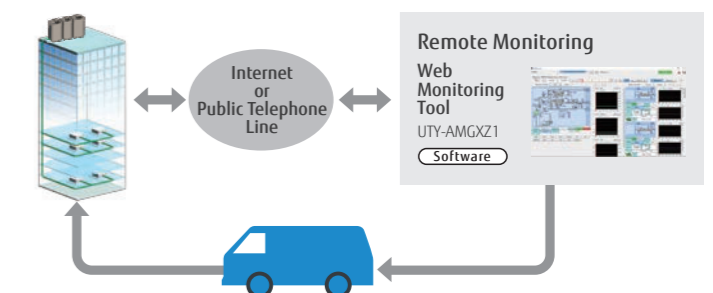 Internet
or
Public Telephone
Line
Remote Monitoring
Web
Monitoring
Tool
UTY-AMGXZ1
Software